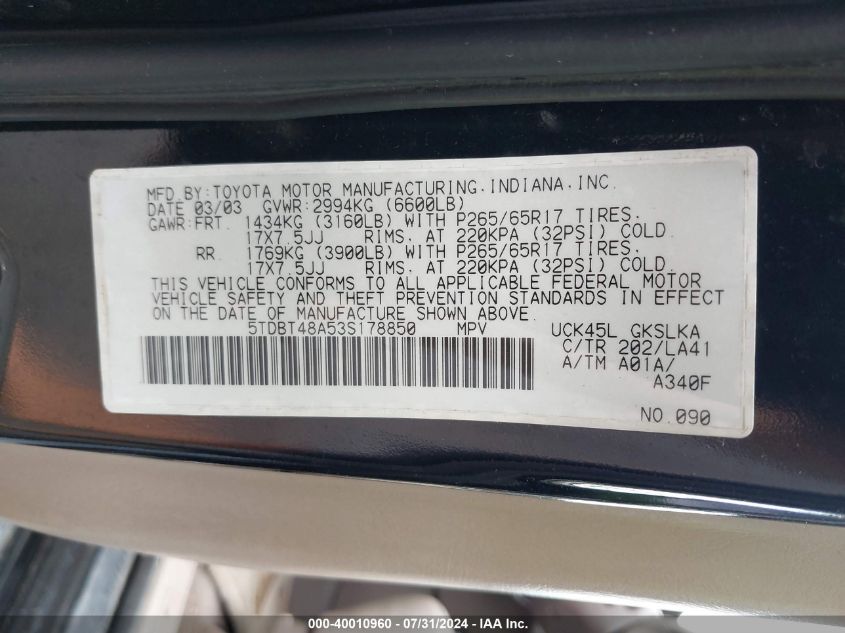 MFD.BY:TOYOTA MOTOR MANUFACTURING.INDIANA,INC.
DATE 03/03 GVWR:2994KG (6600LB)
GAWR:FRT. 1434KG (3160LB) WITH P265/65R17 TIRES.
17X7.5JJ RIMS. AT 220KPA (32PSI) COLD.
RR 1769KG (3900LB) WITH P265/65R17 TIRES.
17X7.5JJ RIMS. AT 220KPA (32PSI) COLD.
THIS VEHICLE CONFORMS TO ALL APPLICABLE FEDERAL MOTOR
VEHICLE SAFETY AND THEFT PREVENTION STANDARDS IN EFFECT
ON THE DATE OF MANUFACTURE SHOWN ABOVE.
5TDBT48A53S178850 MPV UCK45L GKSLKA
C/TR 202/LA41
A/TM A01A/
A340F
NO.090
000-40010960 - 07/31/2024 - IAA Inc.